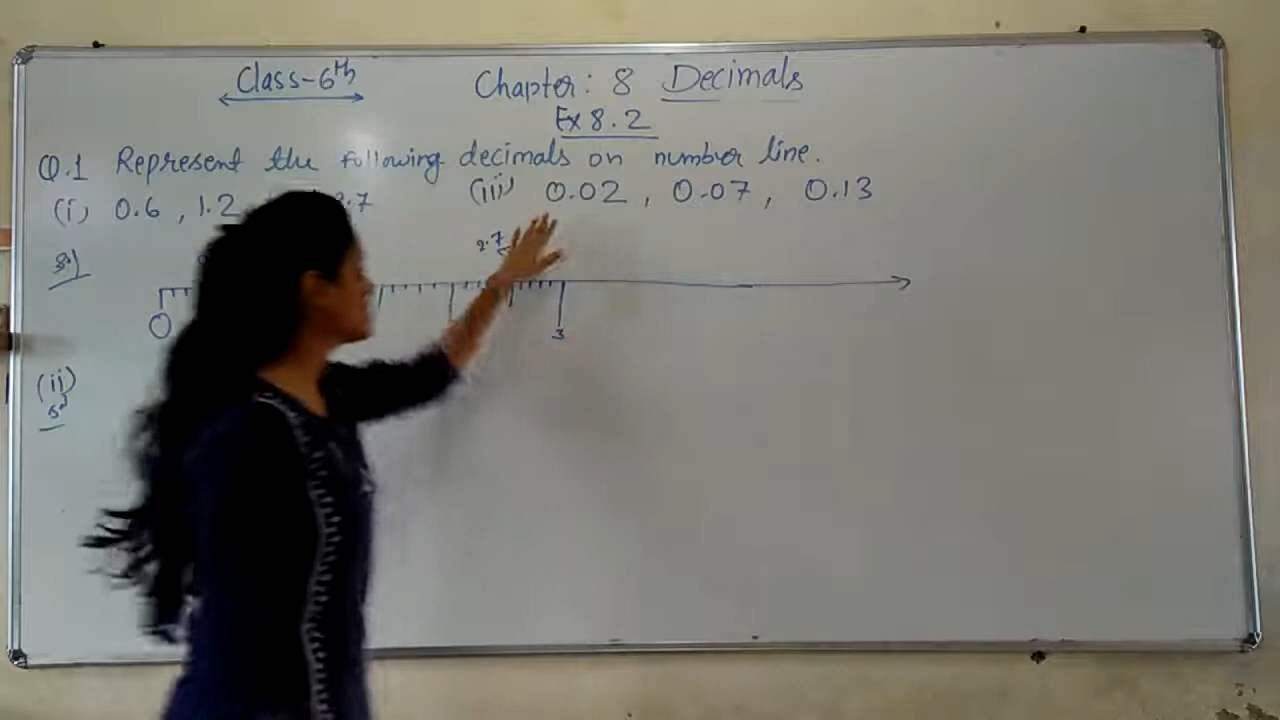 Class-6th
Chapter: 8 Decimals
Ex 8.2
Q.1 Represent the following decimals on number line.
(i) 0.6 , 1.2 .7
(iii) 0.02 , 0.07 , 0.13
2.7
0 3
(ii)